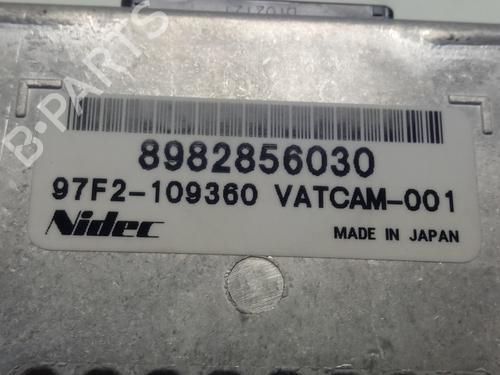 8982856030
97F2-109360 VATCAM-001
Nidec
MADE IN JAPAN
B-PARTS